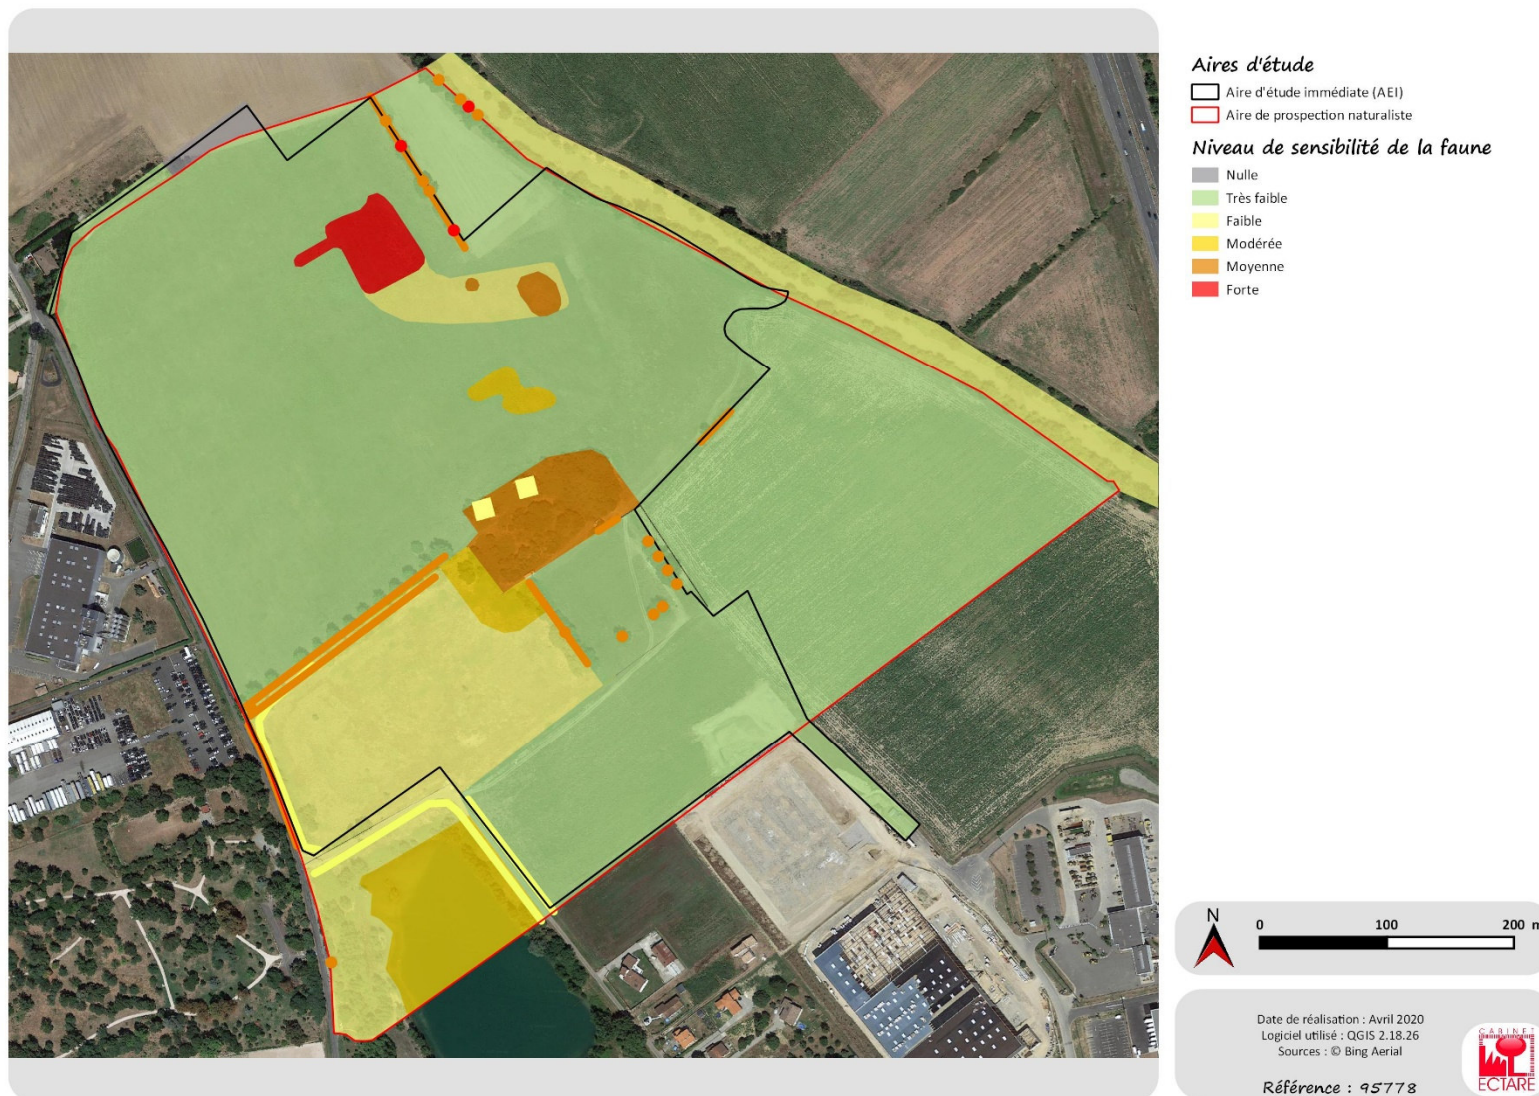 Aires d'étude
Aire d'étude immédiate (AEI)
Aire de prospection naturaliste
Niveau de sensibilité de la faune
Nulle
Très faible
Faible
Modérée
Moyenne
Forte
N
0 100 200 m
Date de réalisation : Avril 2020
Logiciel utilisé : QGIS 2.18.26
Sources : © Bing Aerial
Référence : 95778
CABINET
ECTARE